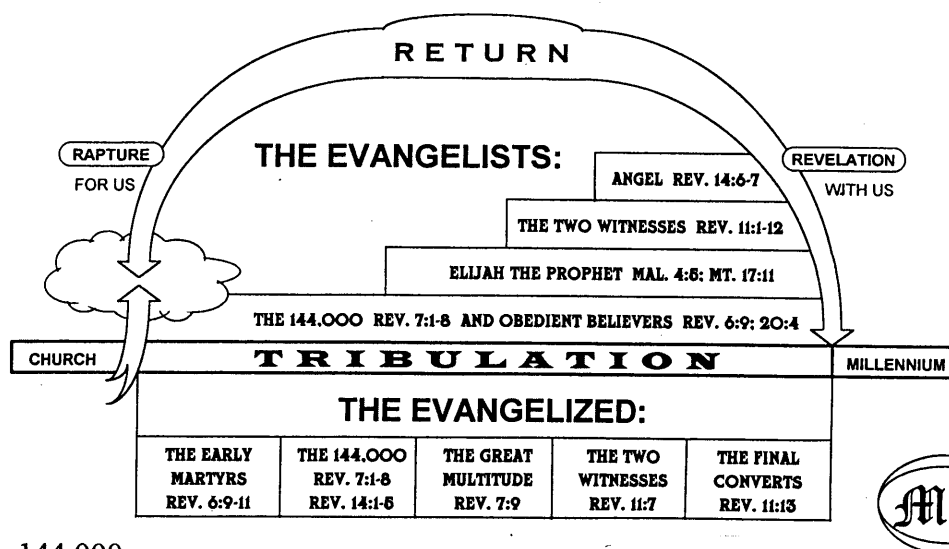 RETURN
RAPTURE
FOR US
THE EVANGELISTS:
REVELATION
WITH US
ANGEL REV. 14:6-7
THE TWO WITNESSES REV. 11:1-12
ELIJAH THE PROPHET MAL. 4:5; MT. 17:11
THE 144,000 REV. 7:1-8 AND OBEDIENT BELIEVERS REV. 6:9; 20:4
CHURCH
TRIBULATION
MILLENNIUM
THE EVANGELIZED:
THE EARLY
MARTYRS
REV. 6:9-11
THE 144,000
REV. 7:1-8
REV. 14:1-5
THE GREAT
MULTITUDE
REV. 7:9
THE TWO
WITNESSES
REV. 11:7
THE FINAL
CONVERTS
REV. 11:13
M
144,000